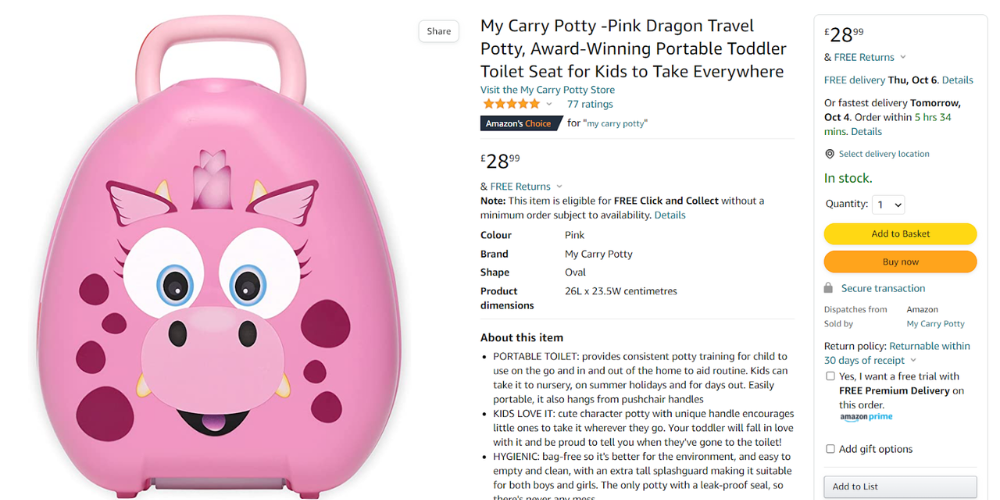 Share
My Carry Potty -Pink Dragon Travel
Potty, Award-Winning Portable Toddler
Toilet Seat for Kids to Take Everywhere
Visit the My Carry Potty Store
77 ratings
Amazon's Choice for "my carry potty"
£28⁹⁹
& FREE Returns
Note: This item is eligible for FREE Click and Collect without a
minimum order subject to availability. Details
Colour Pink
Brand My Carry Potty
Shape Oval
Product dimensions 26L x 23.5W centimetres
About this item
• PORTABLE TOILET: provides consistent potty training for child to
use on the go and in and out of the home to aid routine. Kids can
take it to nursery, on summer holidays and for days out. Easily
portable, it also hangs from pushchair handles
• KIDS LOVE IT: cute character potty with unique handle encourages
little ones to take it wherever they go. Your toddler will fall in love
with it and be proud to tell you when they've gone to the toilet!
• HYGIENIC: bag-free so it's better for the environment, and easy to
empty and clean, with an extra tall splashguard making it suitable
for both boys and girls. The only potty with a leak-proof seal, so
there's never any mess
£28⁹⁹
& FREE Returns
FREE delivery Thu, Oct 6. Details
Or fastest delivery Tomorrow,
Oct 4. Order within 5 hrs 34
mins. Details
Select delivery location
In stock.
Quantity: 1
Add to Basket
Buy now
Secure transaction
Dispatches from Amazon
Sold by My Carry Potty
Return policy: Returnable within
30 days of receipt
Yes, I want a free trial with
FREE Premium Delivery on
this order.
amazon prime
Add gift options
Add to List